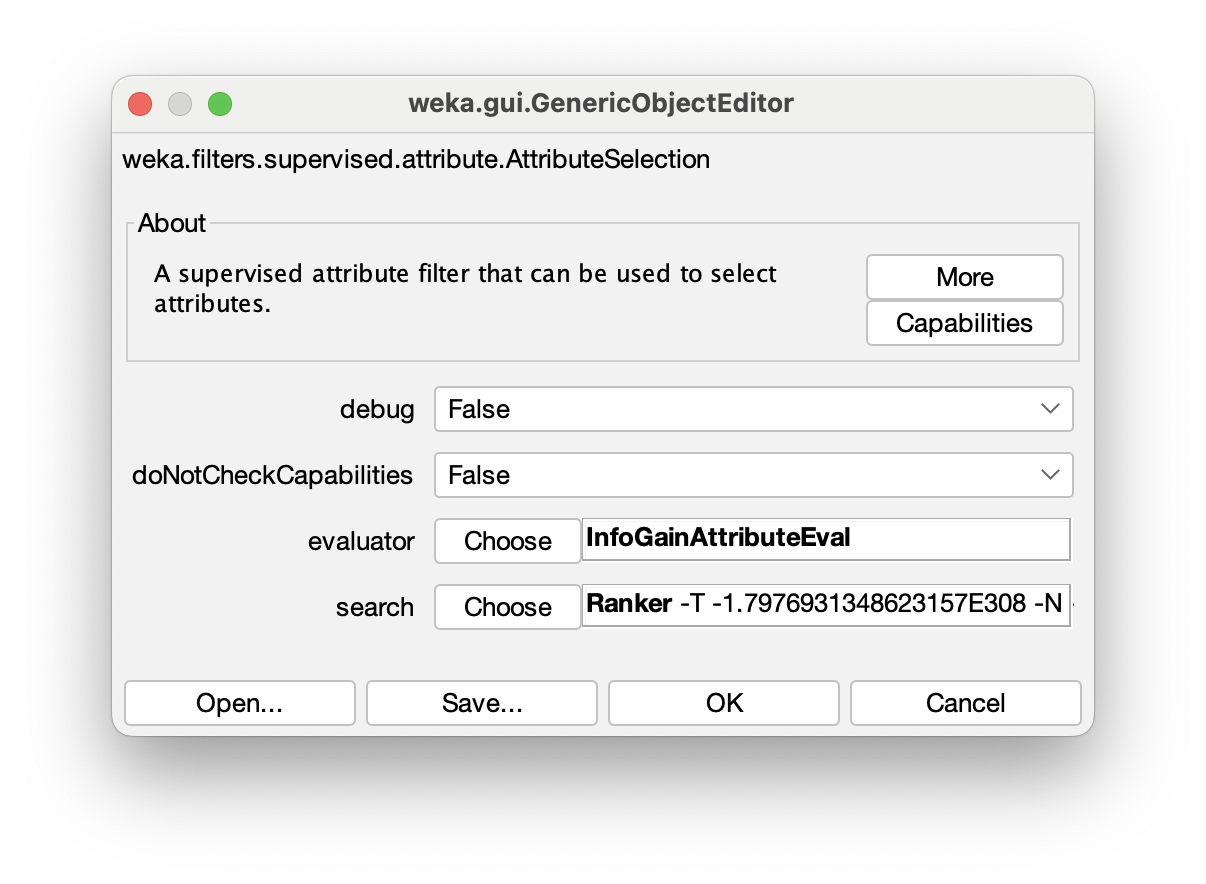 weka.gui.GenericObjectEditor
weka.filters.supervised.attribute.AttributeSelection
About
A supervised attribute filter that can be used to select
attributes.
More
Capabilities
debug False
doNotCheckCapabilities False
evaluator Choose InfoGainAttributeEval
search Choose Ranker -T -1.7976931348623157E308 -N
Open... Save... OK Cancel